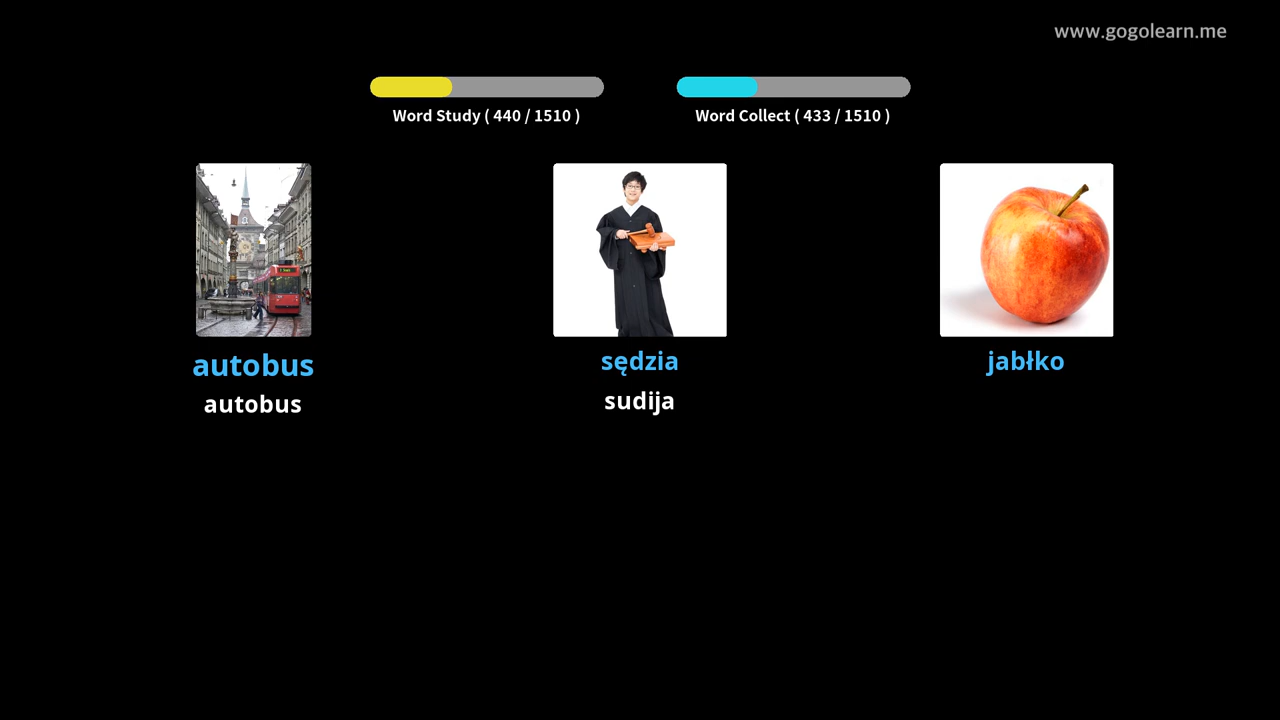 www.gogolearn.me
Word Study ( 440 / 1510 )
Word Collect ( 433 / 1510 )
autobus
sędzia
jabłko
autobus
sudija